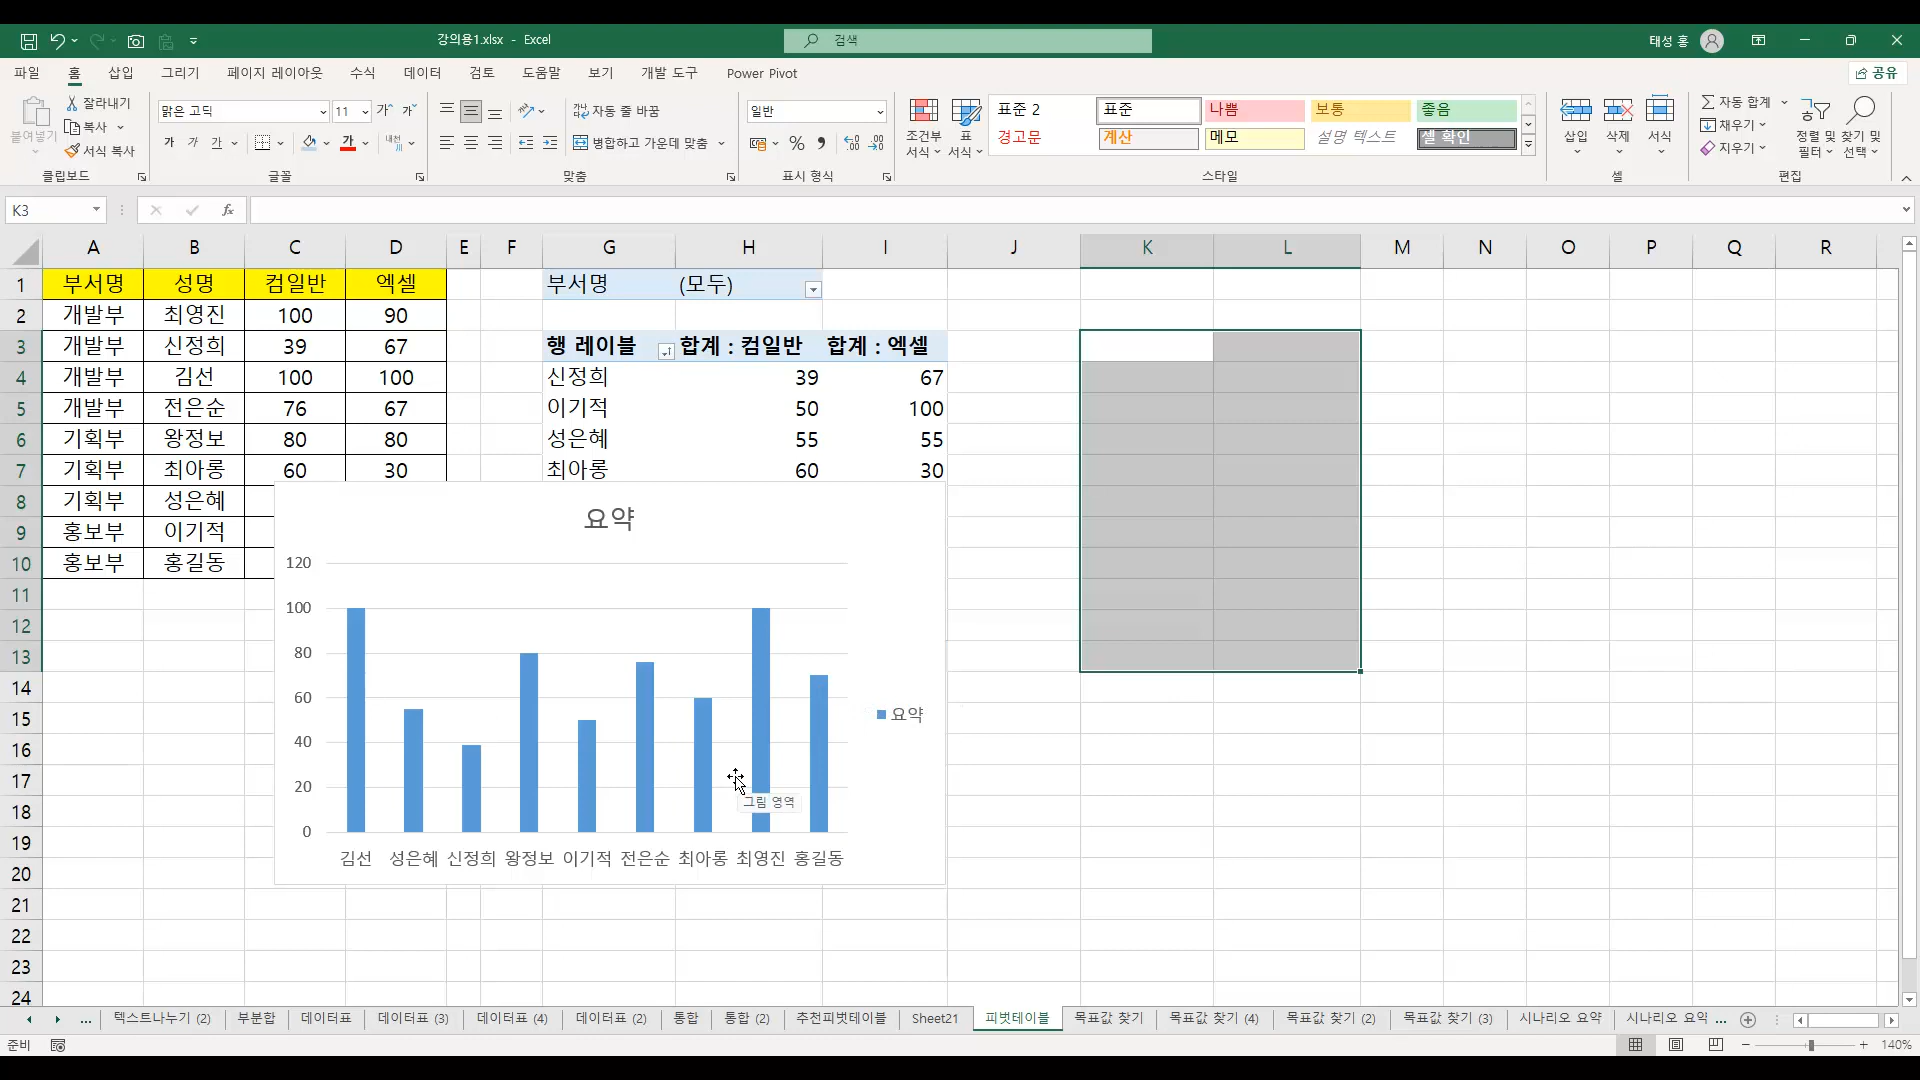 강의용1.xlsx - Excel
검색
태성 홍
파일 홈 삽입 그리기 페이지 레이아웃 수식 데이터 검토 도움말 보기 개발 도구 Power Pivot
공유
붙여넣기
잘라내기
복사
서식 복사
클립보드
맑은 고딕 11
가 가 가 가 가 내천
글꼴
자동 줄 바꿈
병합하고 가운데 맞춤
맞춤
일반
표시 형식
조건부 서식
표 서식
표준 2 표준 나쁨 보통 좋음
경고문 계산 메모 설명 텍스트 셀 확인
스타일
삽입 삭제 서식
셀
자동 합계
채우기
지우기
정렬 및 필터
찾기 및 선택
편집
K3
fx
A B C D E F G H I J K L M N O P Q R
1 부서명 성명 컴일반 엑셀 부서명 (모두)
2 개발부 최영진 100 90
3 개발부 신정희 39 67 행 레이블 합계 : 컴일반 합계 : 엑셀
4 개발부 김선 100 100 신정희 39 67
5 개발부 전은순 76 67 이기적 50 100
6 기획부 왕정보 80 80 성은혜 55 55
7 기획부 최아롱 60 30 최아롱 60 30
8 기획부 성은혜
9 홍보부 이기적
10 홍보부 홍길동
11
12
13
14
15
16
17
18
19
20
21
22
23
24
요약
120
100
80
60
40
20
0
김선 성은혜 신정희 왕정보 이기적 전은순 최아롱 최영진 홍길동
요약
그림 영역
... 텍스트나누기 (2) 부분합 데이터표 데이터표 (3) 데이터표 (4) 데이터표 (2) 통합 통합 (2) 추천피벗테이블 Sheet21 피벗테이블 목표값 찾기 목표값 찾기 (4) 목표값 찾기 (2) 목표값 찾기 (3) 시나리오 요약 시나리오 요약 ...
준비
140%